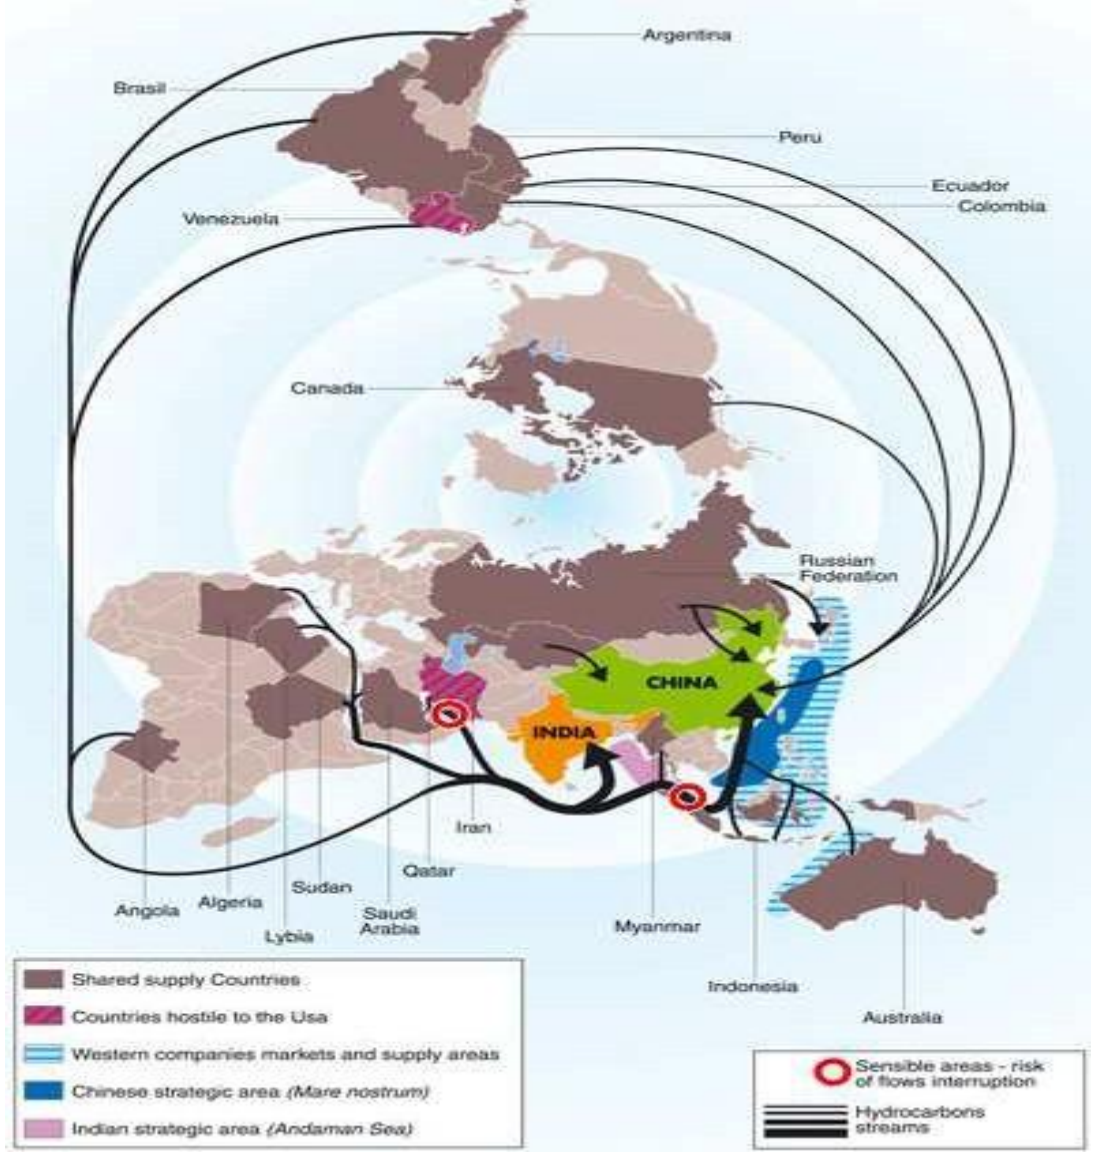 Argentina
Brasil
Peru
Ecuador
Colombia
Venezuela
Canada
Russian
Federation
CHINA
INDIA
Iran
Qatar
Sudan
Algeria
Angola
Saudi
Arabia
Lybia
Myanmar
Indonesia
Australia
Shared supply Countries
Countries hostile to the Usa
Western companies markets and supply areas
Chinese strategic area (Mare nostrum)
Indian strategic area (Andaman Sea)
Sensible areas - risk
of flows interruption
Hydrocarbons
streams